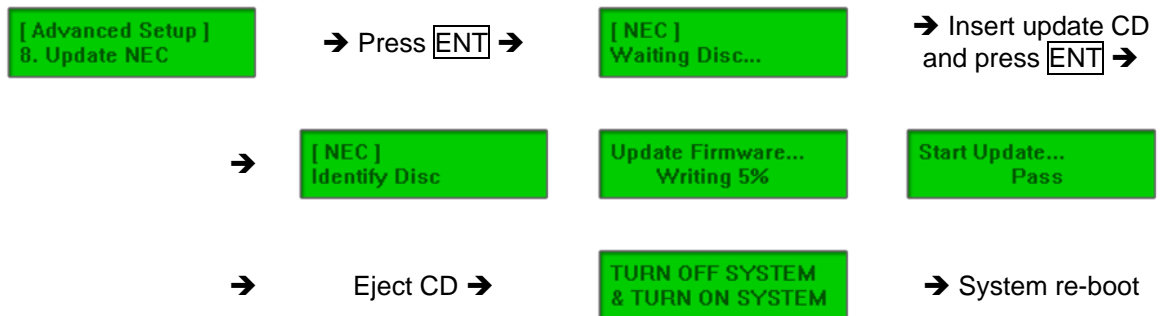 [ Advanced Setup ]
8. Update NEC
➔ Press ENT ➔
[ NEC ]
Waiting Disc...
➔ Insert update CD
and press ENT ➔
➔
[ NEC ]
Identify Disc
Update Firmware...
Writing 5%
Start Update...
Pass
➔
Eject CD ➔
TURN OFF SYSTEM
& TURN ON SYSTEM
➔ System re-boot